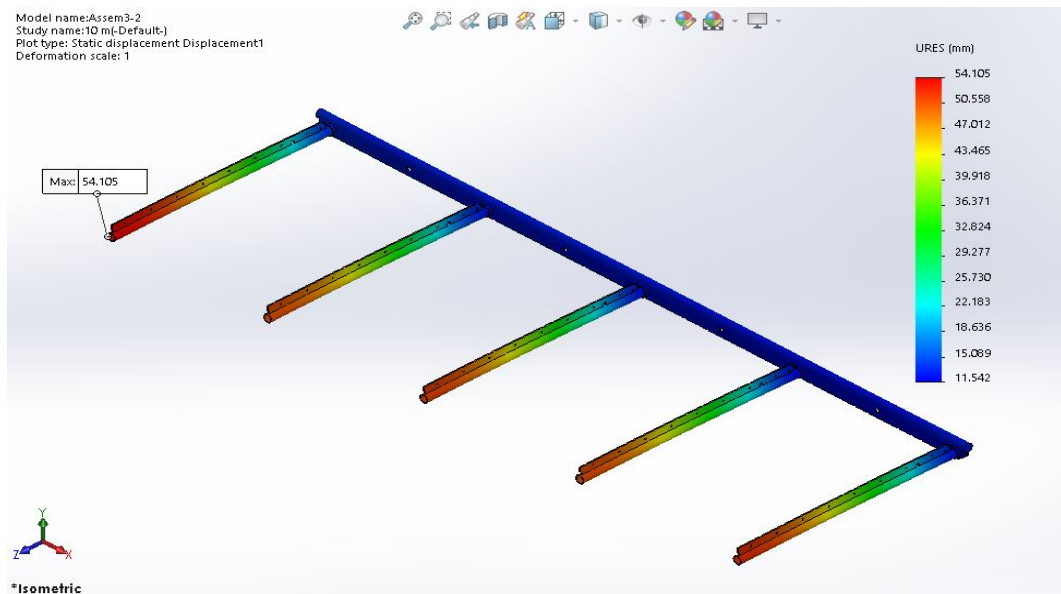 Model name:Assem3-2
Study name:10 m(-Default-)
Plot type: Static displacement Displacement1
Deformation scale: 1
URES (mm)
54.105
50.558
47.012
43.465
39.918
36.371
32.824
29.277
25.730
22.183
18.636
15.089
11.542
Max: 54.105
Y
Z
X
*Isometric